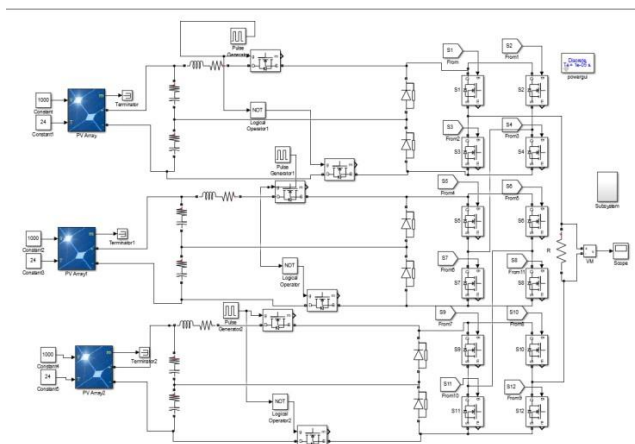 Pulse
Generator
S1
From
S2
From1
Discrete,
powergui
1000
Constant
24
Constant1
PV Array
Terminator
NOT
Logical
Operator1
S1
S2
S3
From2
S4
From3
S3
S4
Pulse
Generator1
S5
From4
S6
From5
S5
S6
Subsystem
1000
Constant2
24
Constant3
PV Array1
Terminator1
NOT
Logical
Operator
S7
From6
S8
From11
S7
S8
R
VM
Scope
Pulse
Generator2
S9
From7
S10
S9
S10
1000
Constant4
24
Constant5
PV Array2
Terminator2
NOT
Logical
Operator2
S11
From10
S12
From9
S11
S12